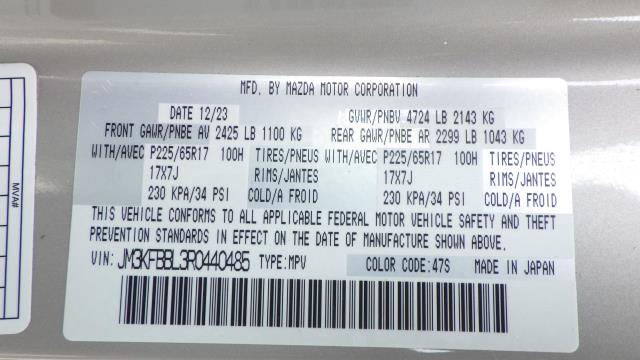 MFD. BY MAZDA MOTOR CORPORATION
DATE 12/23 GVWR/PNBV 4724 LB 2143 KG
FRONT GAWR/PNBE AV 2425 LB 1100 KG REAR GAWR/PNBE AR 2299 LB 1043 KG
WITH/AVEC P225/65R17 100H TIRES/PNEUS WITH/AVEC P225/65R17 100H TIRES/PNEUS
17X7J RIMS/JANTES 17X7J RIMS/JANTES
230 KPA/34 PSI COLD/A FROID 230 KPA/34 PSI COLD/A FROID
THIS VEHICLE CONFORMS TO ALL APPLICABLE FEDERAL MOTOR VEHICLE SAFETY AND THEFT
PREVENTION STANDARDS IN EFFECT ON THE DATE OF MANUFACTURE SHOWN ABOVE.
VIN: JM3KFBBL3R0440485 TYPE: MPV COLOR CODE: 47S MADE IN JAPAN
MVA#